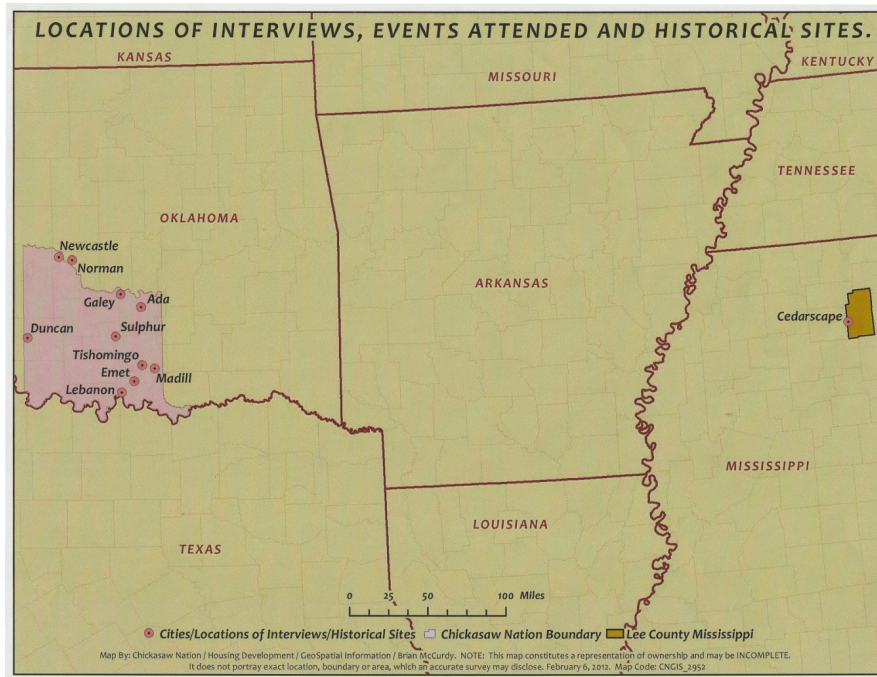 LOCATIONS OF INTERVIEWS, EVENTS ATTENDED AND HISTORICAL SITES.
KANSAS
MISSOURI
KENTUCKY
TENNESSEE
OKLAHOMA
Newcastle
Norman
ARKANSAS
Galey
Ada
Cedarscape
Duncan
Sulphur
Tishomingo
Emet
Madill
Lebanon
MISSISSIPPI
LOUISIANA
TEXAS
0 25 50 100 Miles
Cities/Locations of Interviews/Historical Sites Chickasaw Nation Boundary Lee County Mississippi
Map By: Chickasaw Nation / Housing Development / GeoSpatial Information / Brian McCurdy. NOTE: This map constitutes a representation of ownership and may be INCOMPLETE.
It does not portray exact location, boundary or area, which an accurate survey may disclose. February 6, 2012. Map Code: CNGIS_2952